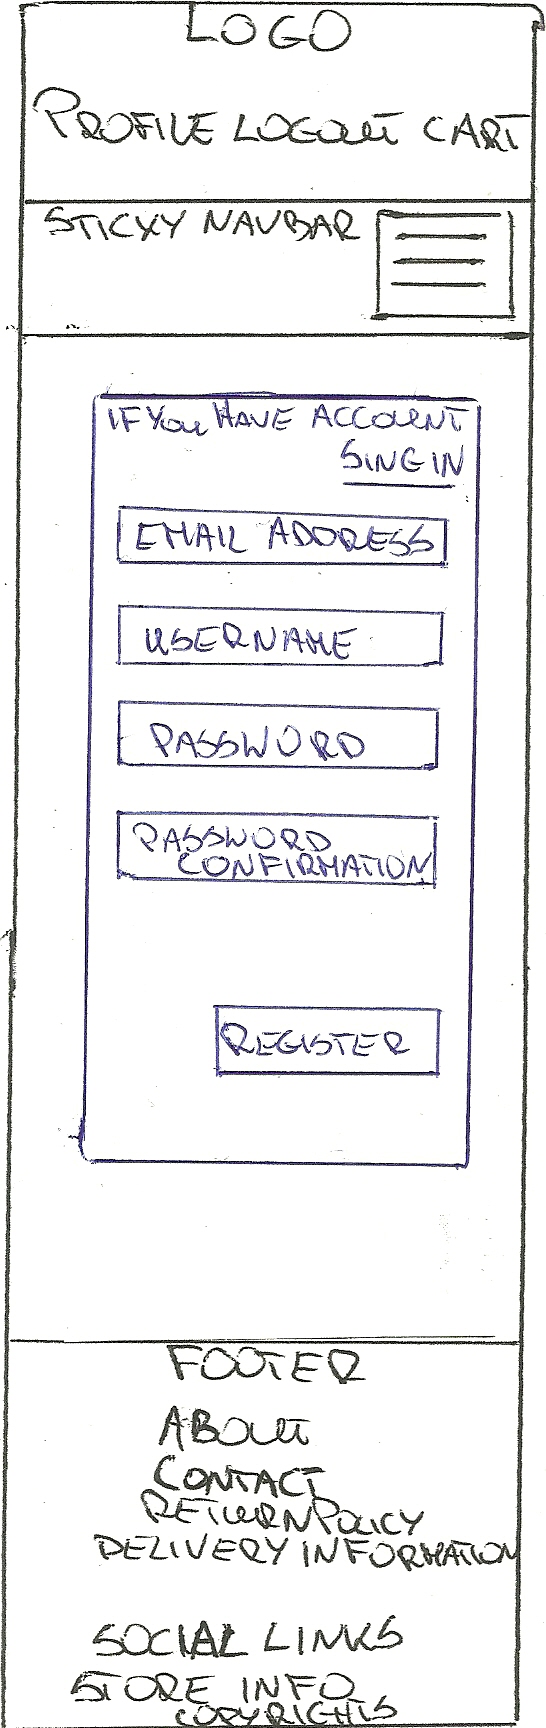 LOGO
PROFILE LOGOUT CART
STICKY NAVBAR
IF YOU HAVE ACCOUNT
SING IN
EMAIL ADDRESS
USERNAME
PASSWORD
PASSWORD
CONFIRMATION
REGISTER
FOOTER
ABOUT
CONTACT
RETURN POLICY
DELIVERY INFORMATION
SOCIAL LINKS
STORE INFO
COPYRIGHTS